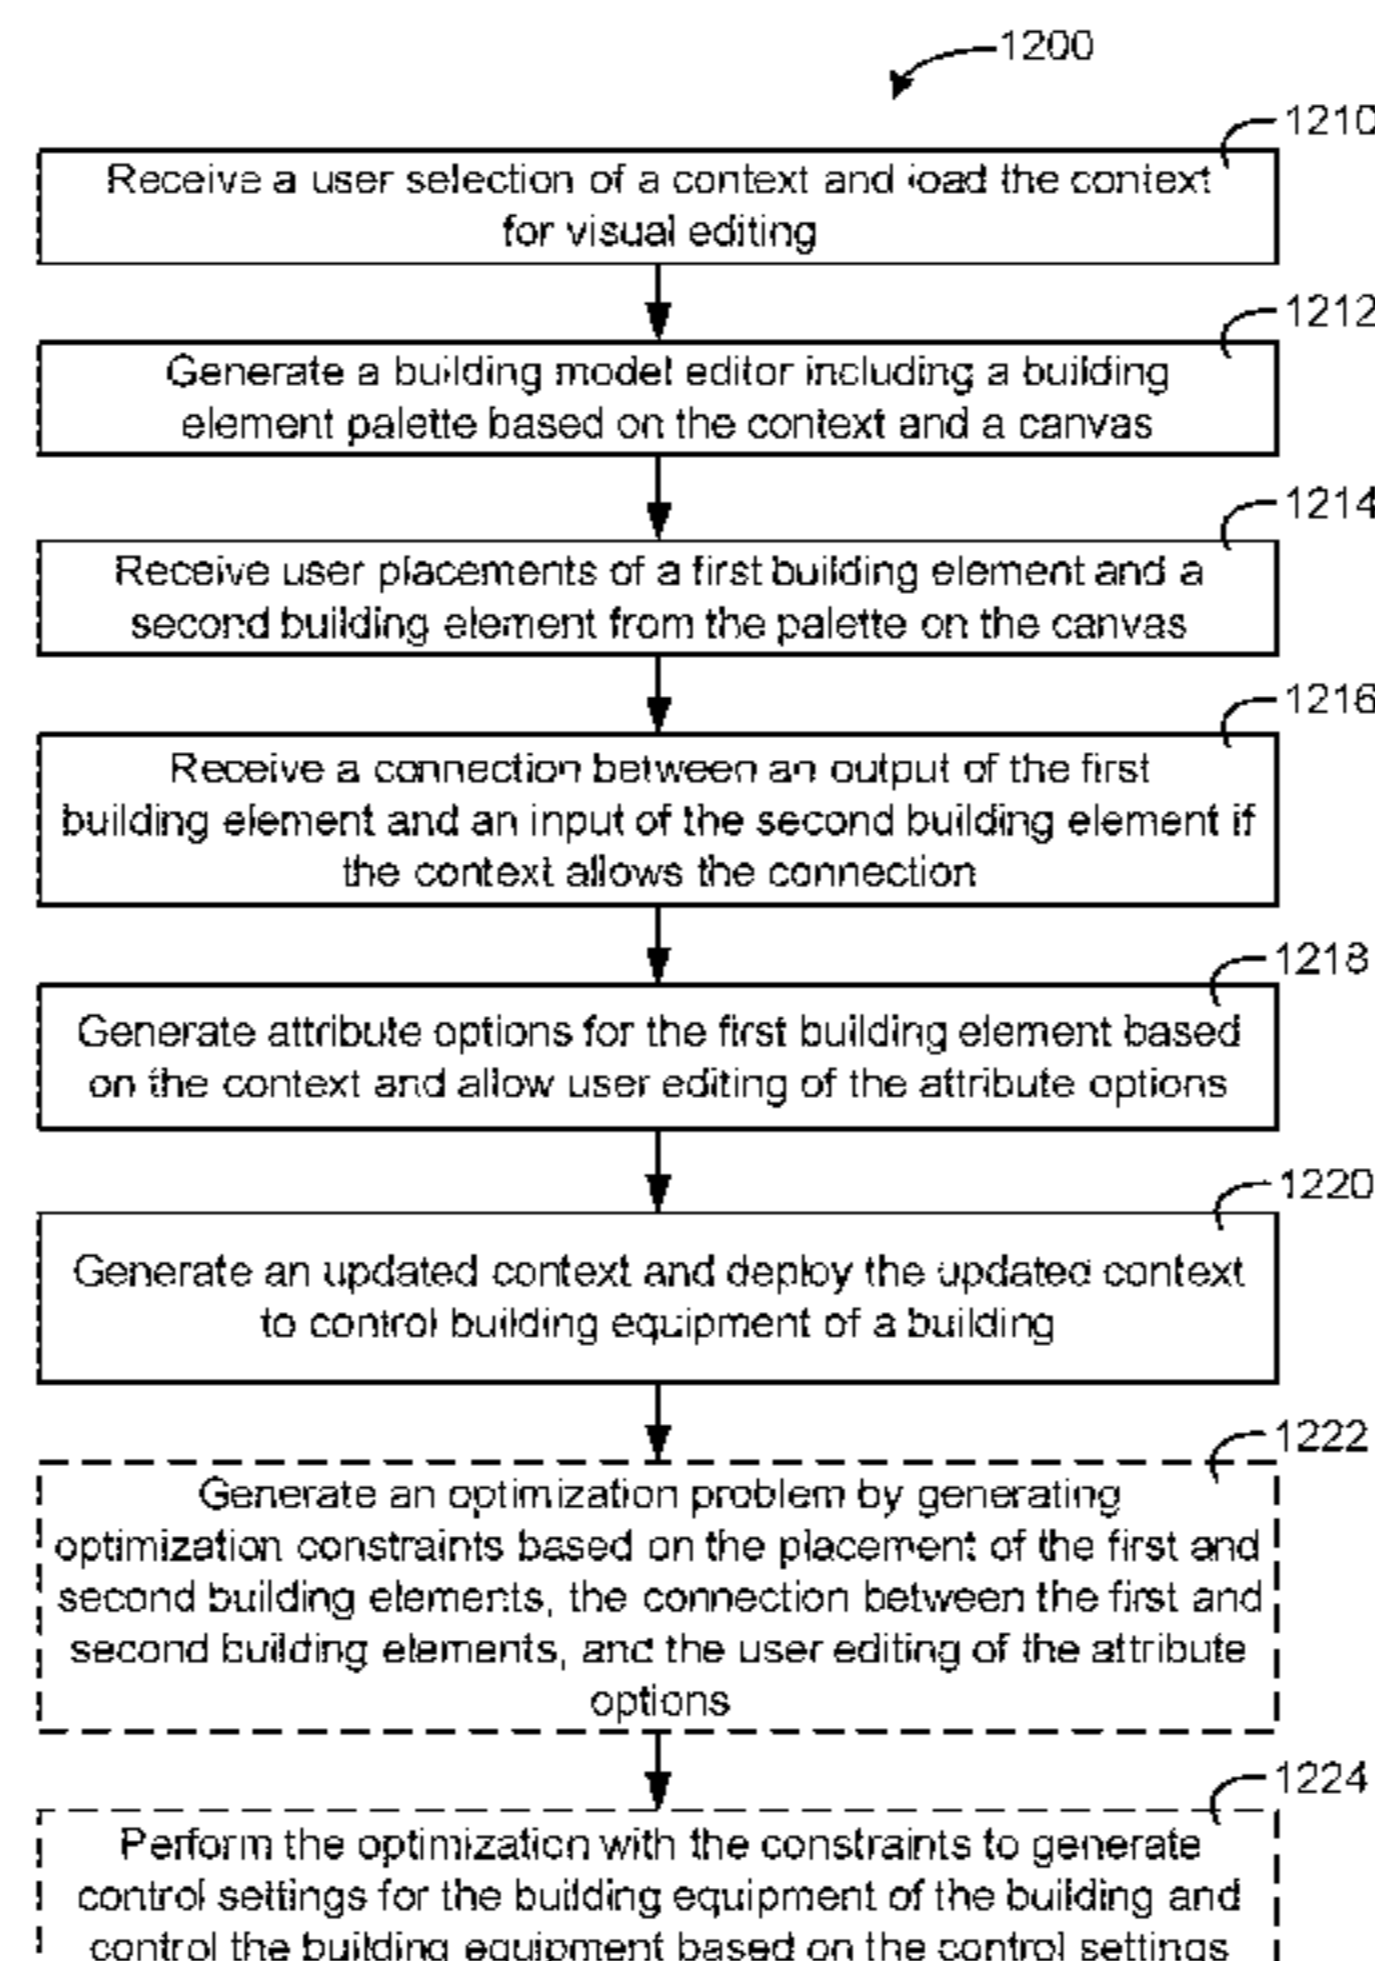 1200
1210
Receive a user selection of a context and load the context
for visual editing
1212
Generate a building model editor including a building
element palette based on the context and a canvas
1214
Receive user placements of a first building element and a
second building element from the palette on the canvas
1216
Receive a connection between an output of the first
building element and an input of the second building element if
the context allows the connection
1218
Generate attribute options for the first building element based
on the context and allow user editing of the attribute options
1220
Generate an updated context and deploy the updated context
to control building equipment of a building
1222
Generate an optimization problem by generating
optimization constraints based on the placement of the first and
second building elements, the connection between the first and
second building elements, and the user editing of the attribute
options
1224
Perform the optimization with the constraints to generate
control settings for the building equipment of the building and
control the building equipment based on the control settings